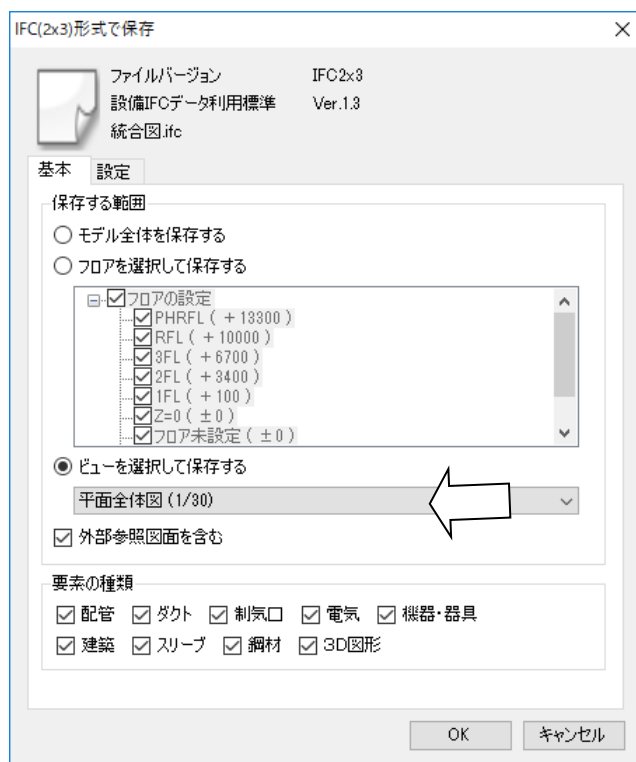 IFC(2x3)形式で保存
ファイルバージョン IFC2x3
設備IFCデータ利用標準 Ver.1.3
統合図.ifc
基本 設定
保存する範囲
モデル全体を保存する
フロアを選択して保存する
フロアの設定
PHRFL ( +13300 )
RFL ( +10000 )
3FL ( +6700 )
2FL ( +3400 )
1FL ( +100 )
Z=0 ( ±0 )
フロア未設定 ( ±0 )
ビューを選択して保存する
平面全体図 (1/30)
外部参照図面を含む
要素の種類
配管 ダクト 制気口 電気 機器・器具
建築 スリーブ 鋼材 3D図形
OK キャンセル